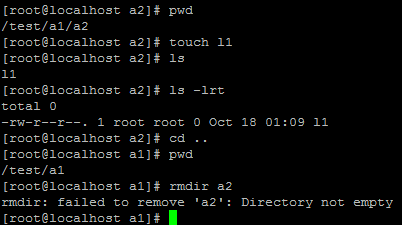 [root@localhost a2]# pwd
/test/a1/a2
[root@localhost a2]# touch l1
[root@localhost a2]# ls
l1
[root@localhost a2]# ls -lrt
total 0
-rw-r--r--. 1 root root 0 Oct 18 01:09 l1
[root@localhost a2]# cd ..
[root@localhost a1]# pwd
/test/a1
[root@localhost a1]# rmdir a2
rmdir: failed to remove 'a2': Directory not empty
[root@localhost a1]#